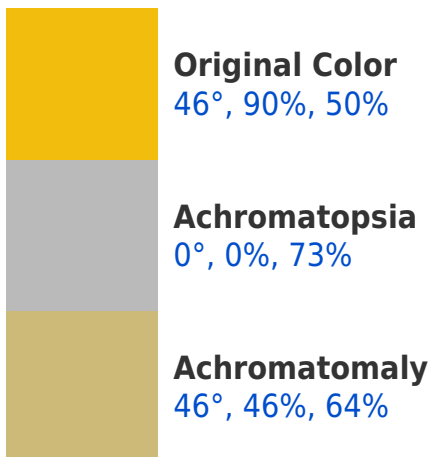 Original Color
46°, 90%, 50%
Achromatopsia
0°, 0%, 73%
Achromatomaly
46°, 46%, 64%